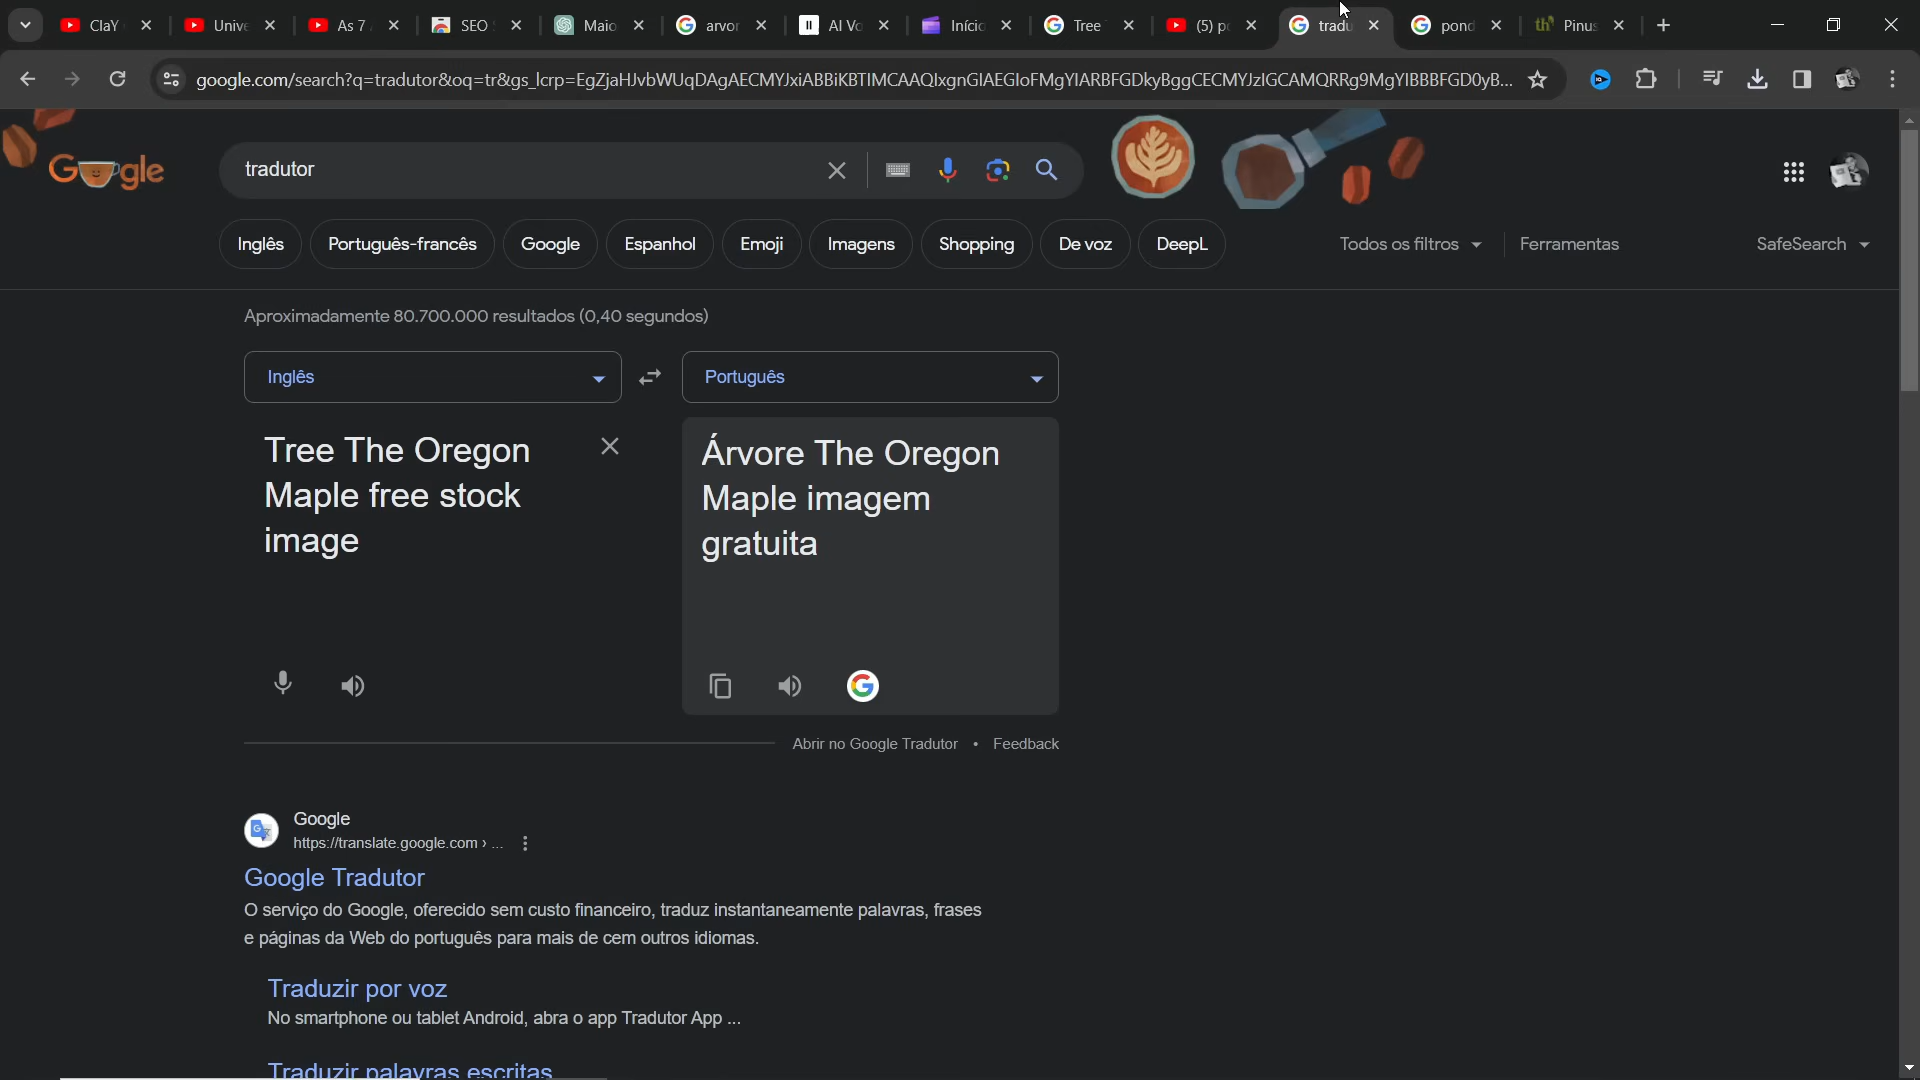 ClaY
Unive
As 7
SEO
Maio
arvor
AI Vo
Início
Tree
(5) po
tradu
pond
Pinus
google.com/search?q=tradutor&oq=tr&gs_lcrp=EgZjaHJvbWUqDAgAECMYJxiABBiKBTIMCAAQIxgnGIAEGIoFMgYIARBFGDkyBggCECMYJzIGCAMQRRg9MgYIBBBFGD0yB...
Google
tradutor
Inglês
Português-francês
Google
Espanhol
Emoji
Imagens
Shopping
De voz
DeepL
Todos os filtros
Ferramentas
SafeSearch
Aproximadamente 80.700.000 resultados (0,40 segundos)
Inglês
Português
Tree The Oregon
Maple free stock
image
Árvore The Oregon
Maple imagem
gratuita
Abrir no Google Tradutor • Feedback
Google
https://translate.google.com › ...
Google Tradutor
O serviço do Google, oferecido sem custo financeiro, traduz instantaneamente palavras, frases
e páginas da Web do português para mais de cem outros idiomas.
Traduzir por voz
No smartphone ou tablet Android, abra o app Tradutor App ...
Traduzir palavras escritas